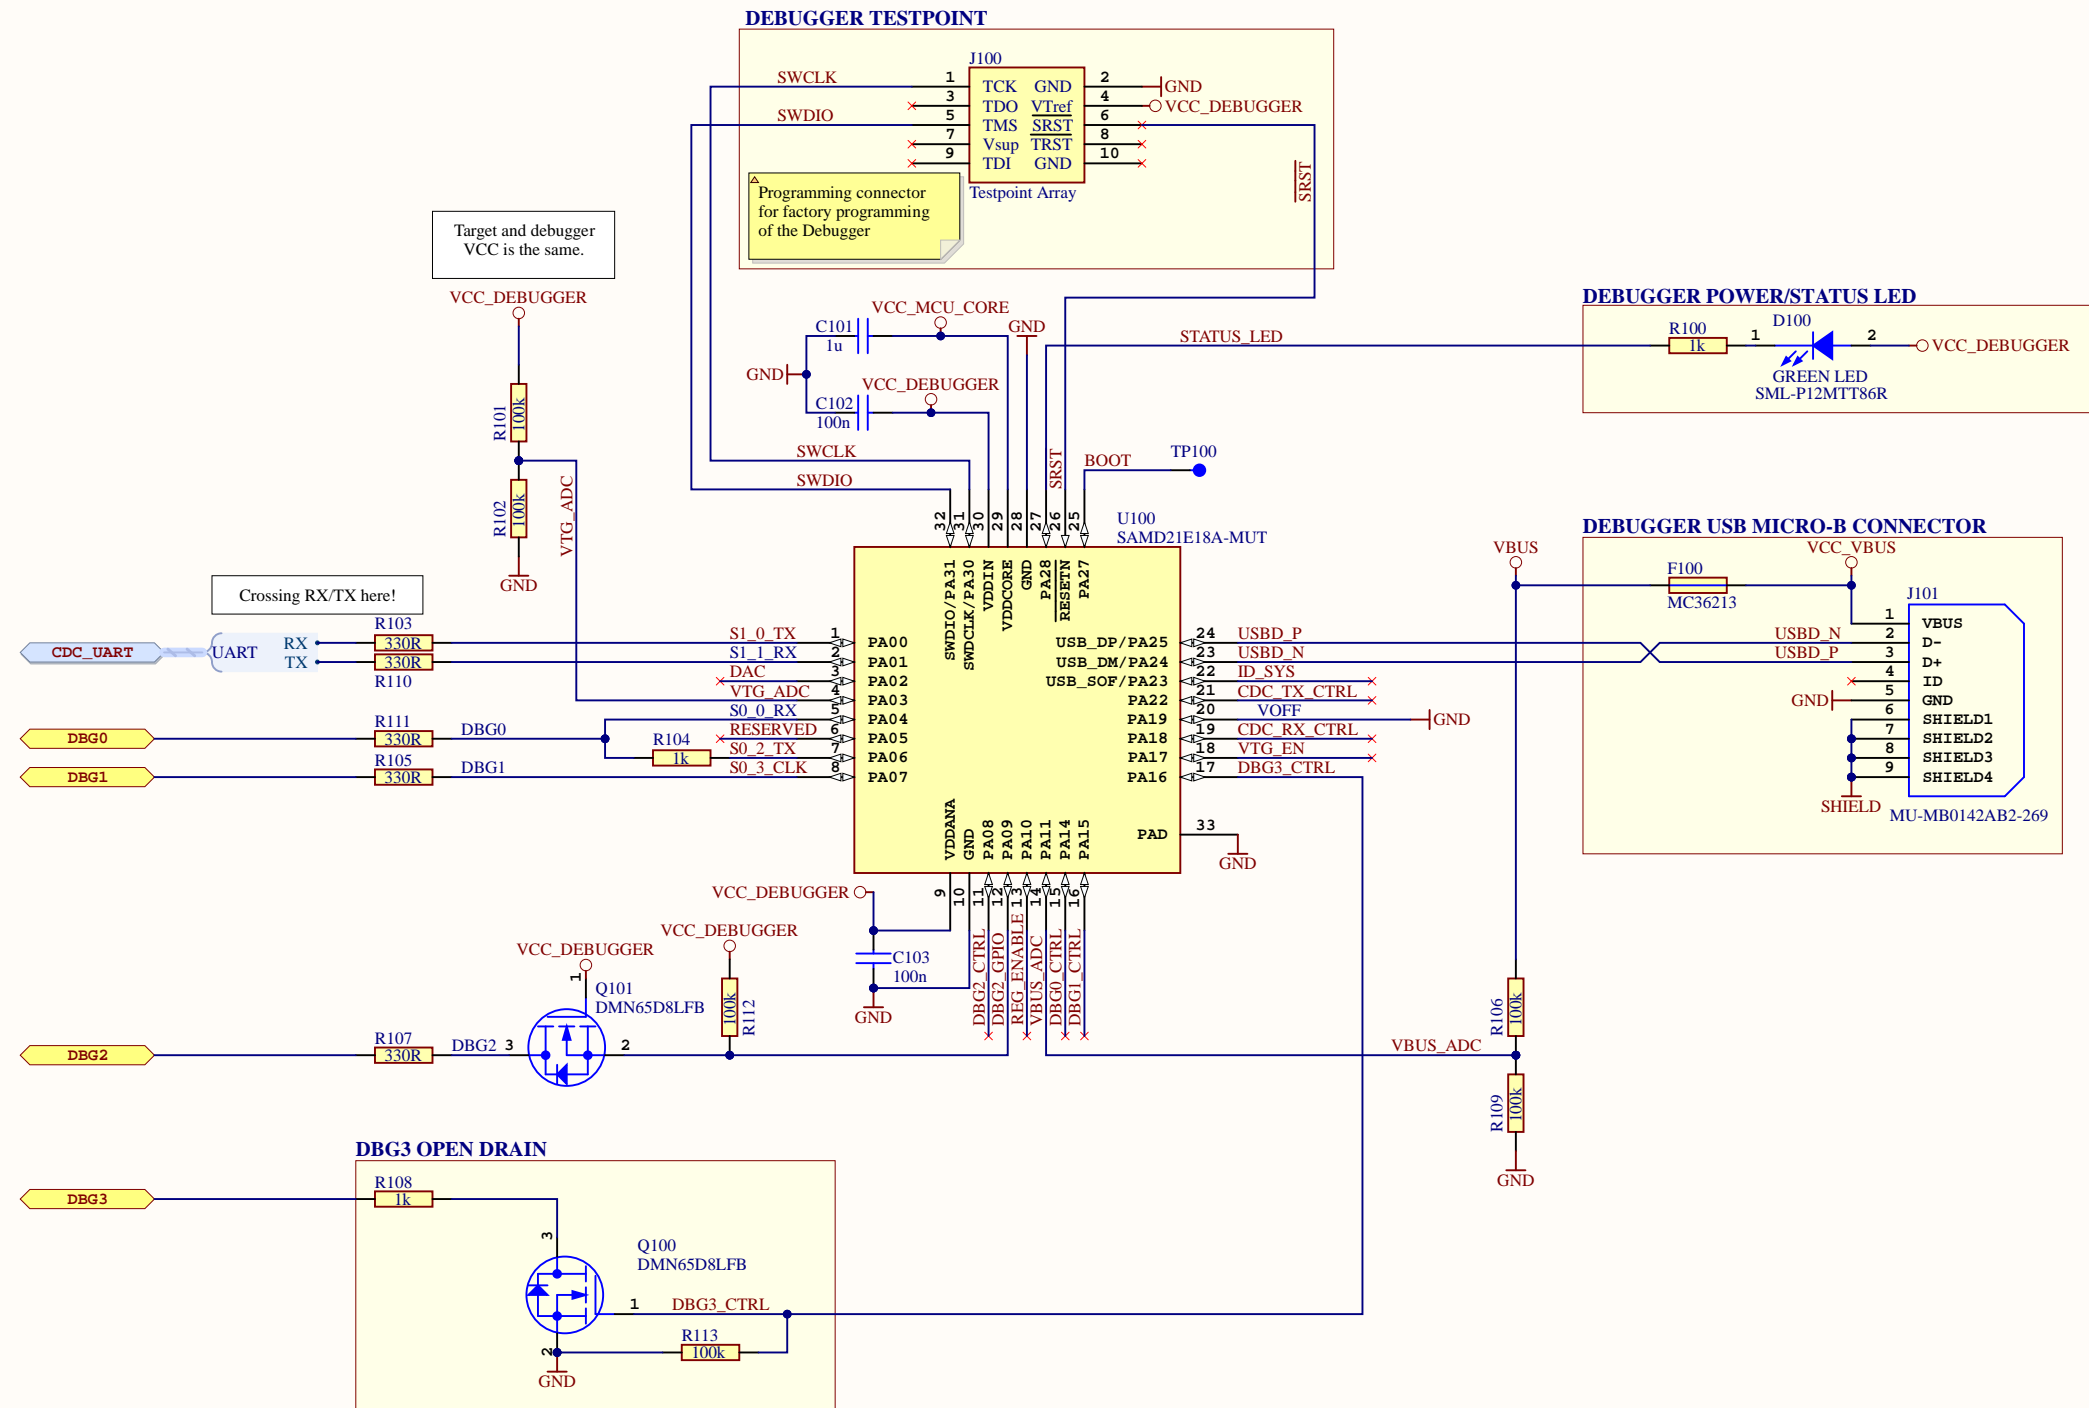 DEBUGGER TESTPOINT
J100
SWCLK
1
TCK
GND
2
GND
3
TDO
VTref
4
VCC_DEBUGGER
SWDIO
5
TMS
SRST
6
7
Vsup
TRST
8
9
TDI
GND
10
Testpoint Array
SRST
Programming connector
for factory programming
of the Debugger
Target and debugger
VCC is the same.
VCC_DEBUGGER
R101
100k
R102
100k
VTG_ADC
GND
VCC_MCU_CORE
C101
1u
GND
GND
VCC_DEBUGGER
C102
100n
SWCLK
SWDIO
STATUS_LED
SRST
BOOT
TP100
DEBUGGER POWER/STATUS LED
R100
1k
1
D100
2
VCC_DEBUGGER
GREEN LED
SML-P12MTT86R
U100
SAMD21E18A-MUT
32
31
30
29
28
27
26
25
SWDIO/PA31
SWDCLK/PA30
VDDIN
VDDCORE
GND
PA28
RESETN
PA27
Crossing RX/TX here!
CDC_UART
UART
RX
TX
R103
330R
330R
R110
S1_0_TX
1
PA00
S1_1_RX
2
PA01
DAC
3
PA02
VTG_ADC
4
PA03
S0_0_RX
5
PA04
RESERVED
6
PA05
S0_2_TX
7
PA06
S0_3_CLK
8
PA07
DBG0
R111
330R
DBG0
R104
1k
DBG1
R105
330R
DBG1
USB_DP/PA25
24
USBD_P
USB_DM/PA24
23
USBD_N
USB_SOF/PA23
22
ID_SYS
PA22
21
CDC_TX_CTRL
PA19
20
VOFF
GND
PA18
19
CDC_RX_CTRL
PA17
18
VTG_EN
PA16
17
DBG3_CTRL
PAD
33
GND
DEBUGGER USB MICRO-B CONNECTOR
VBUS
VCC_VBUS
F100
MC36213
J101
1
VBUS
USBD_N
2
D-
USBD_P
3
D+
4
ID
GND
5
GND
6
SHIELD1
7
SHIELD2
8
SHIELD3
9
SHIELD4
SHIELD
MU-MB0142AB2-269
VDDANA
GND
PA08
PA09
PA10
PA11
PA14
PA15
9
10
11
12
13
14
15
16
DBG2_CTRL
DBG2_GPIO
REG_ENABLE
VBUS_ADC
DBG0_CTRL
DBG1_CTRL
VCC_DEBUGGER
C103
100n
GND
VCC_DEBUGGER
100k
R112
VCC_DEBUGGER
1
Q101
DMN65D8LFB
DBG2
R107
330R
DBG2
3
2
VBUS_ADC
R106
100k
R109
100k
GND
DBG3 OPEN DRAIN
DBG3
R108
1k
3
Q100
DMN65D8LFB
1
DBG3_CTRL
2
R113
100k
GND